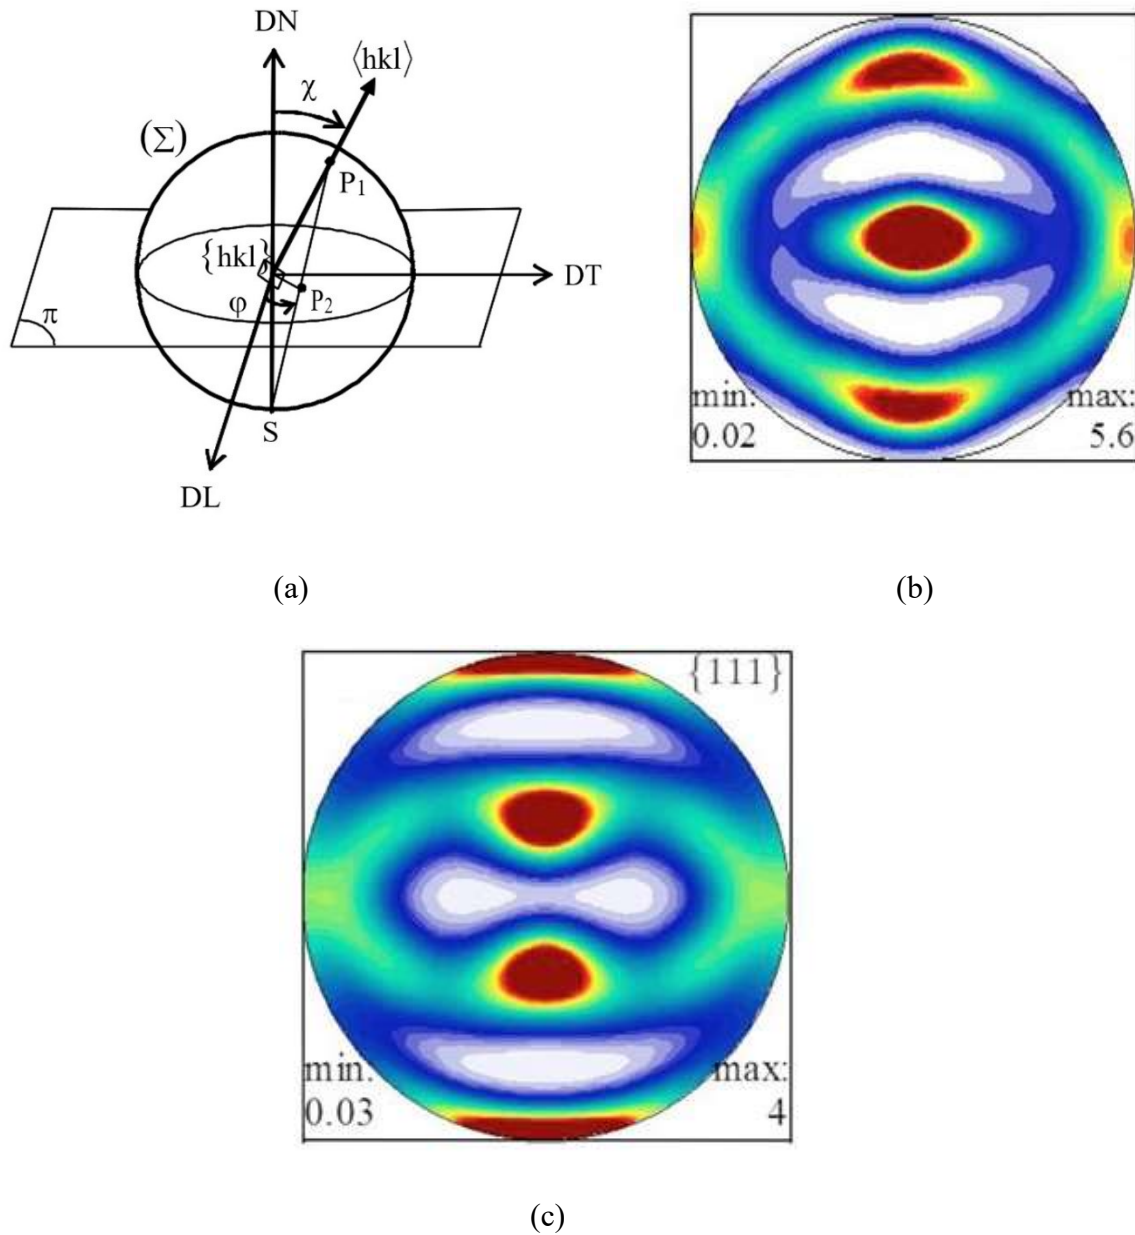 DN
⟨hkl⟩
χ
(Σ)
P1
{hkl}
DT
φ
P2
π
S
DL
(a)
min:
0.02
max:
5.6
(b)
{111}
min:
0.03
max:
4
(c)